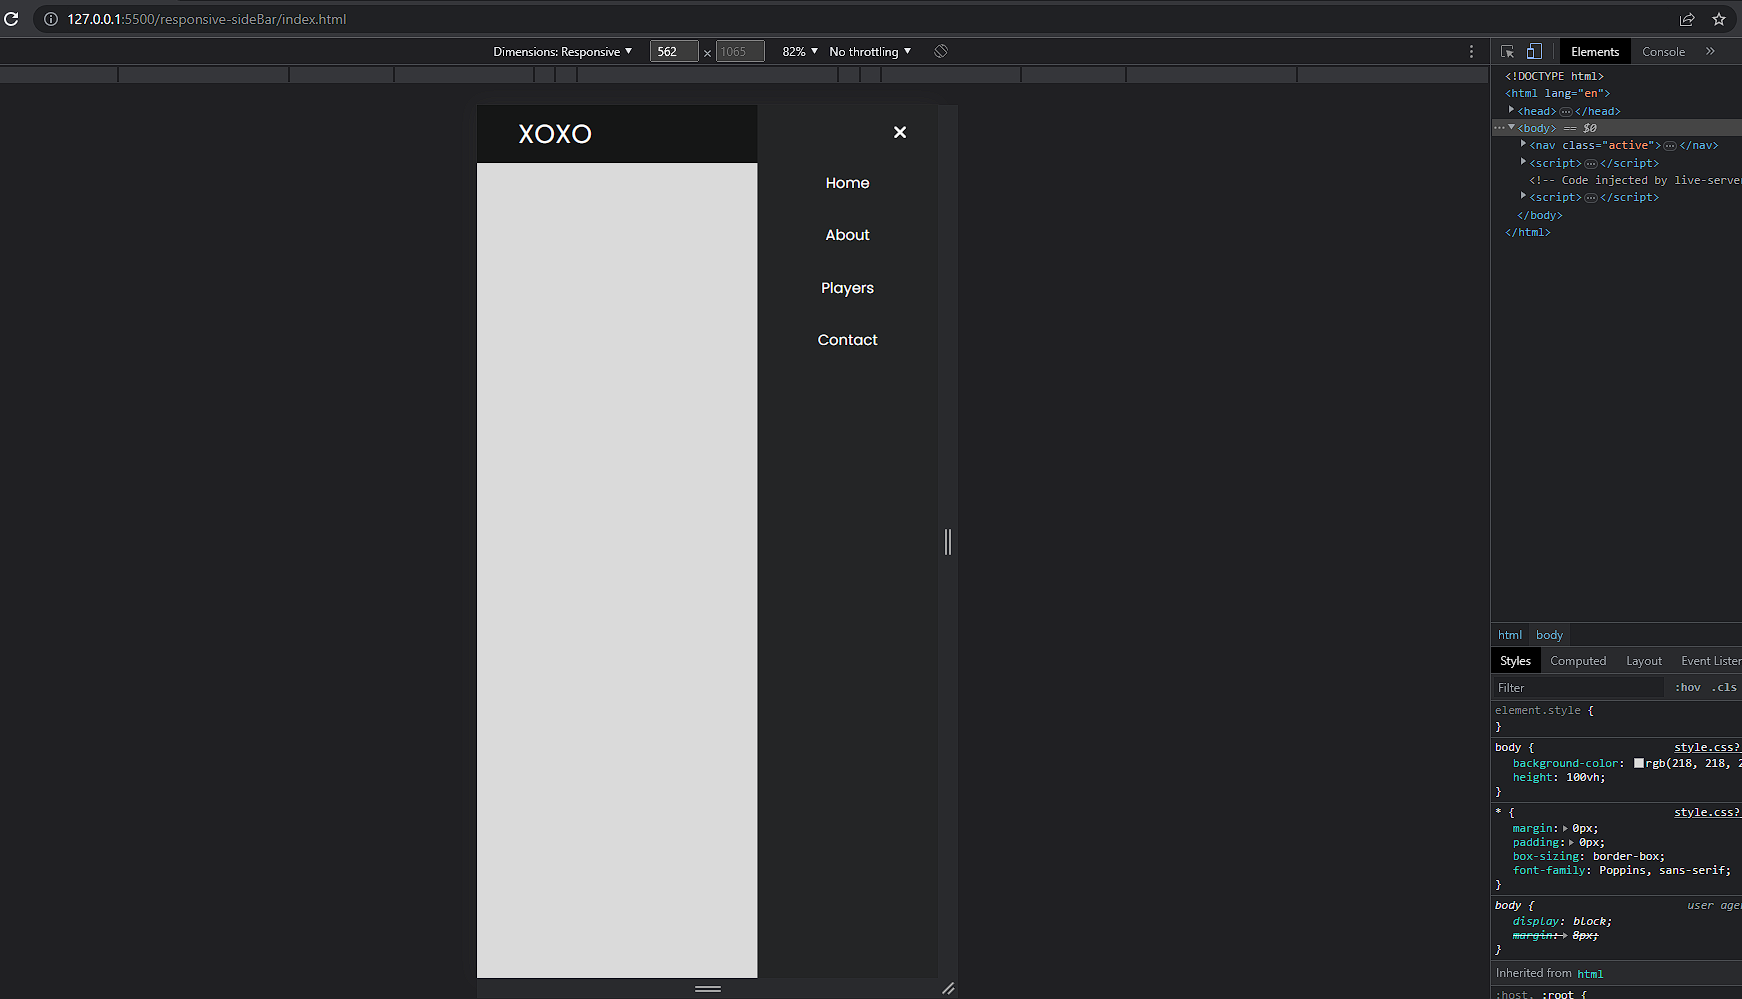 127.0.0.1:5500/responsive-sideBar/index.html
Dimensions: Responsive ▼ 562 × 1065 82% ▼ No throttling ▼
Elements Console »
<!DOCTYPE html>
<html lang="en">
<head>…</head>
<body> == $0
<nav class="active">…</nav>
<script>…</script>
<!-- Code injected by live-server
<script>…</script>
</body>
</html>
XOXO
Home
About
Players
Contact
html body
Styles Computed Layout Event Listen
Filter :hov .cls
element.style {
}
body { style.css?
background-color: rgb(218, 218, 2
height: 100vh;
}
* { style.css?
margin: 0px;
padding: 0px;
box-sizing: border-box;
font-family: Poppins, sans-serif;
}
body { user age
display: block;
margin: 8px;
}
Inherited from html
:host, :root {